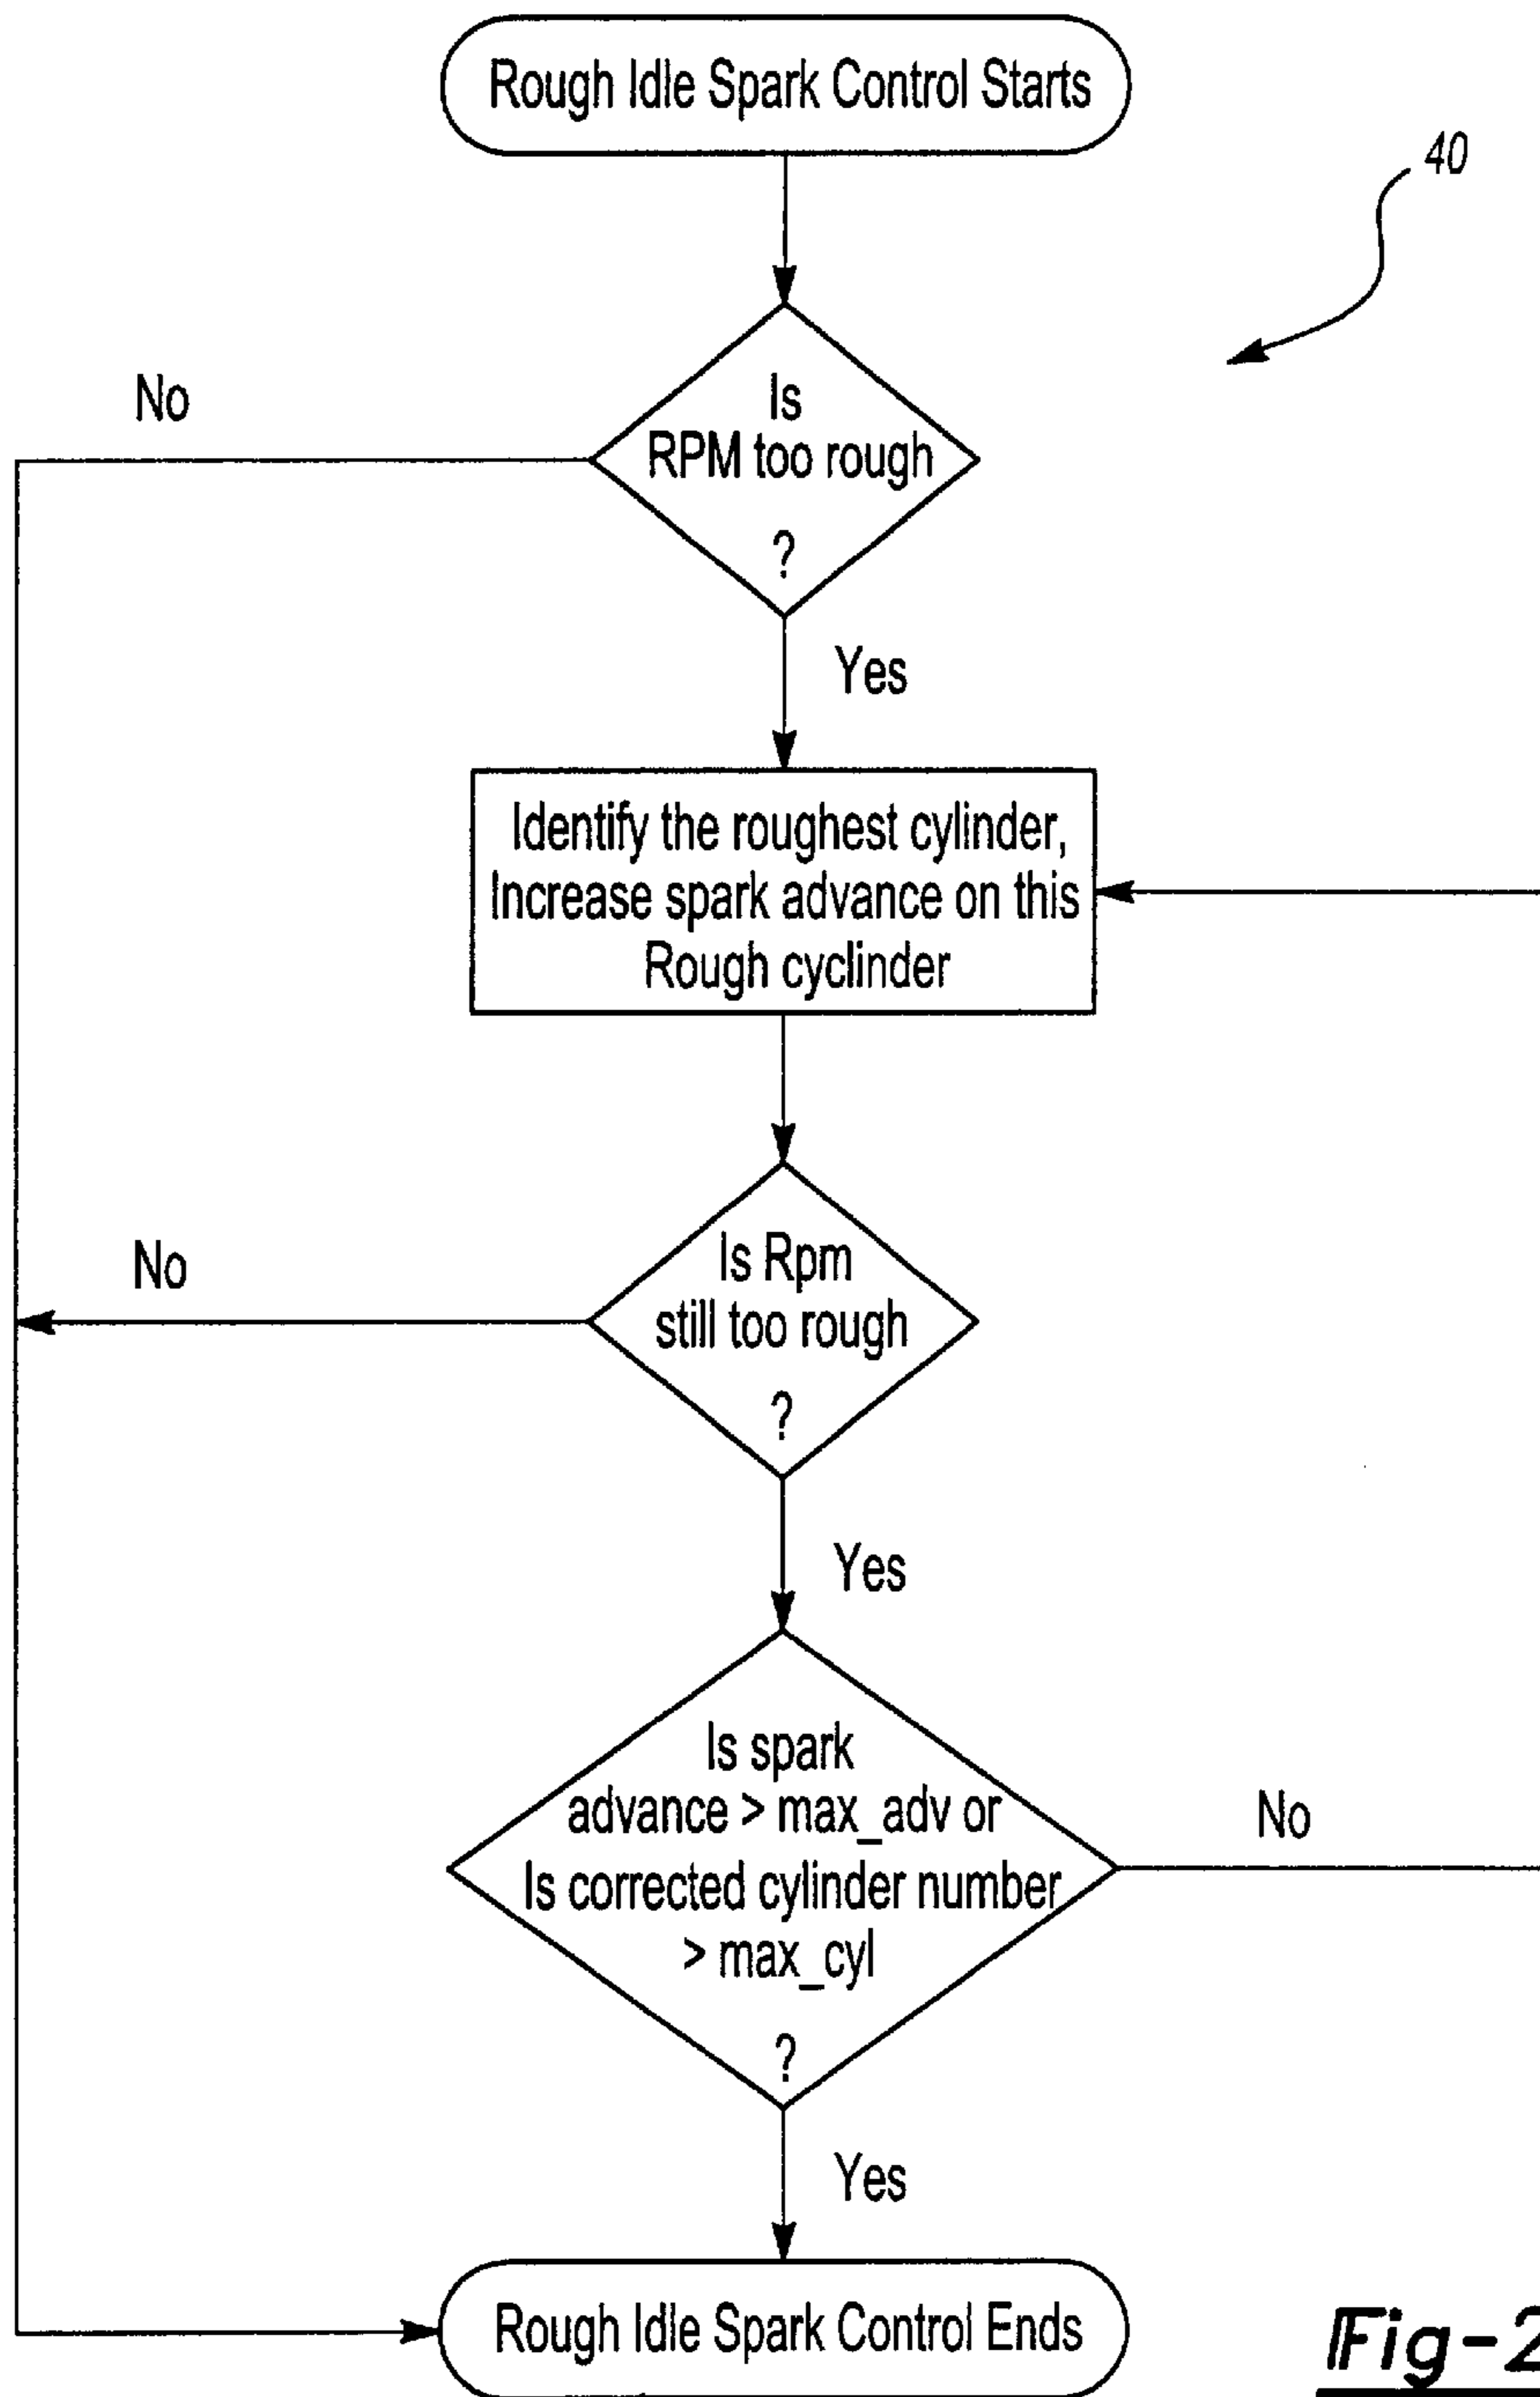 Rough Idle Spark Control Starts
40
Is
RPM too rough
?
No
Yes
Identify the roughest cylinder,
Increase spark advance on this
Rough cyclinder
Is Rpm
still too rough
?
No
Yes
Is spark
advance > max_adv or
Is corrected cylinder number
> max_cyl
?
No
Yes
Rough Idle Spark Control Ends
Fig-2